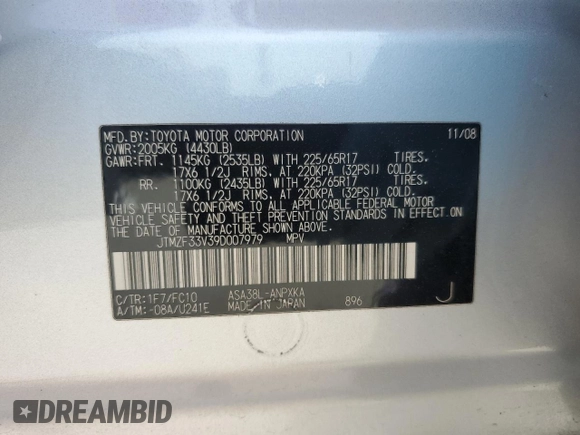 MFD.BY:TOYOTA MOTOR CORPORATION 11/08
GVWR:2005KG (4430LB)
GAWR:FRT. 1145KG (2535LB) WITH 225/65R17 TIRES.
17X6 1/2J RIMS, AT 220KPA (32PSI) COLD.
RR. 1100KG (2435LB) WITH 225/65R17 TIRES.
17X6 1/2J RIMS, AT 220KPA (32PSI) COLD.
THIS VEHICLE CONFORMS TO ALL APPLICABLE FEDERAL MOTOR
VEHICLE SAFETY AND THEFT PREVENTION STANDARDS IN EFFECT
ON THE DATE OF MANUFACTURE SHOWN ABOVE.
JTMZF33V39D007979 MPV
C/TR:1F7/FC10 ASA38L-ANPXKA
A/TM:-08A/U241E MADE IN JAPAN 896 J
DREAMBID